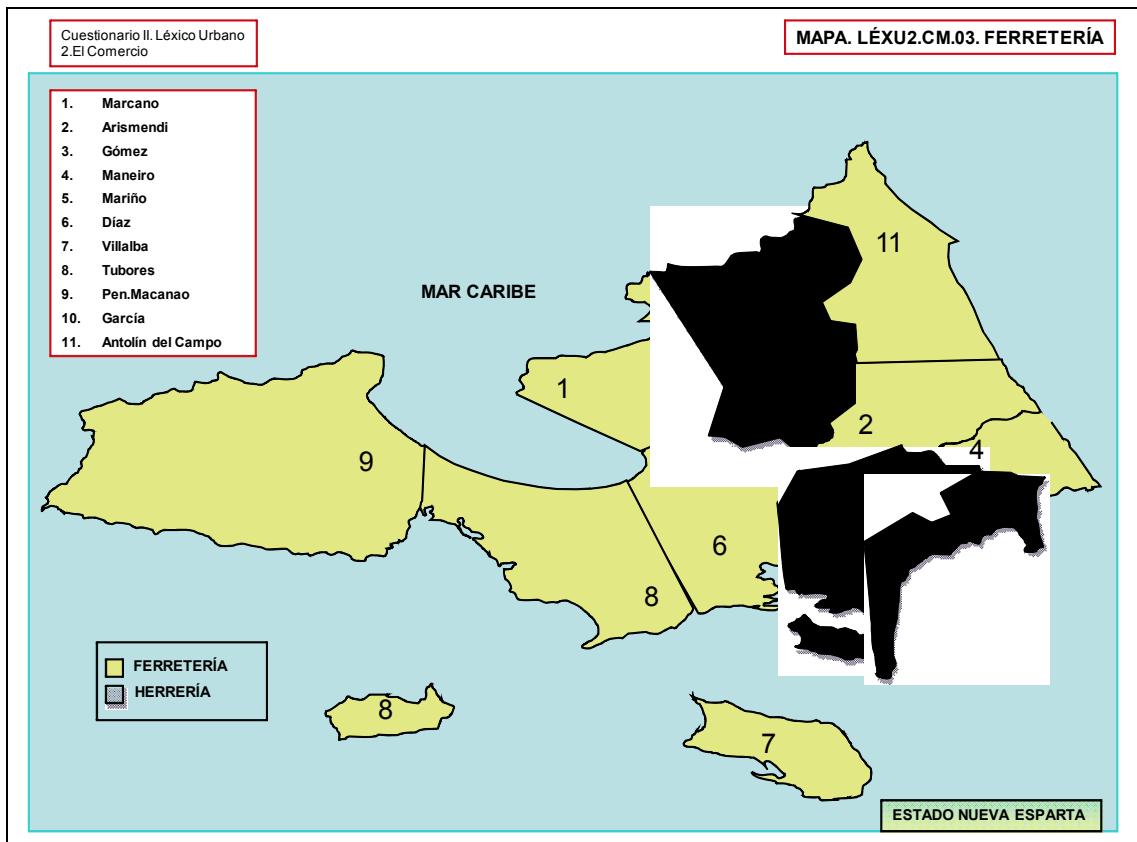 Cuestionario II. Léxico Urbano
2.El Comercio
MAPA. LÉXU2.CM.03. FERRETERÍA
1. Marcano
2. Arismendi
3. Gómez
4. Maneiro
5. Mariño
6. Díaz
7. Villalba
8. Tubores
9. Pen.Macanao
10. García
11. Antolín del Campo
MAR CARIBE
11
1
2
4
9
6
8
FERRETERÍA
HERRERÍA
8
7
ESTADO NUEVA ESPARTA